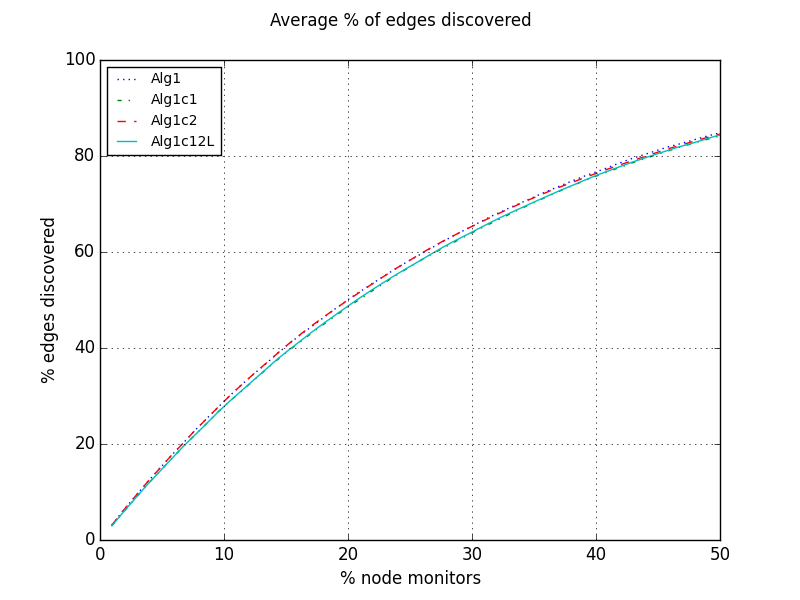 Average % of edges discovered
100
80
60
40
20
0
Alg1
Alg1c1
Alg1c2
Alg1c12L
% edges discovered
0 10 20 30 40 50
% node monitors